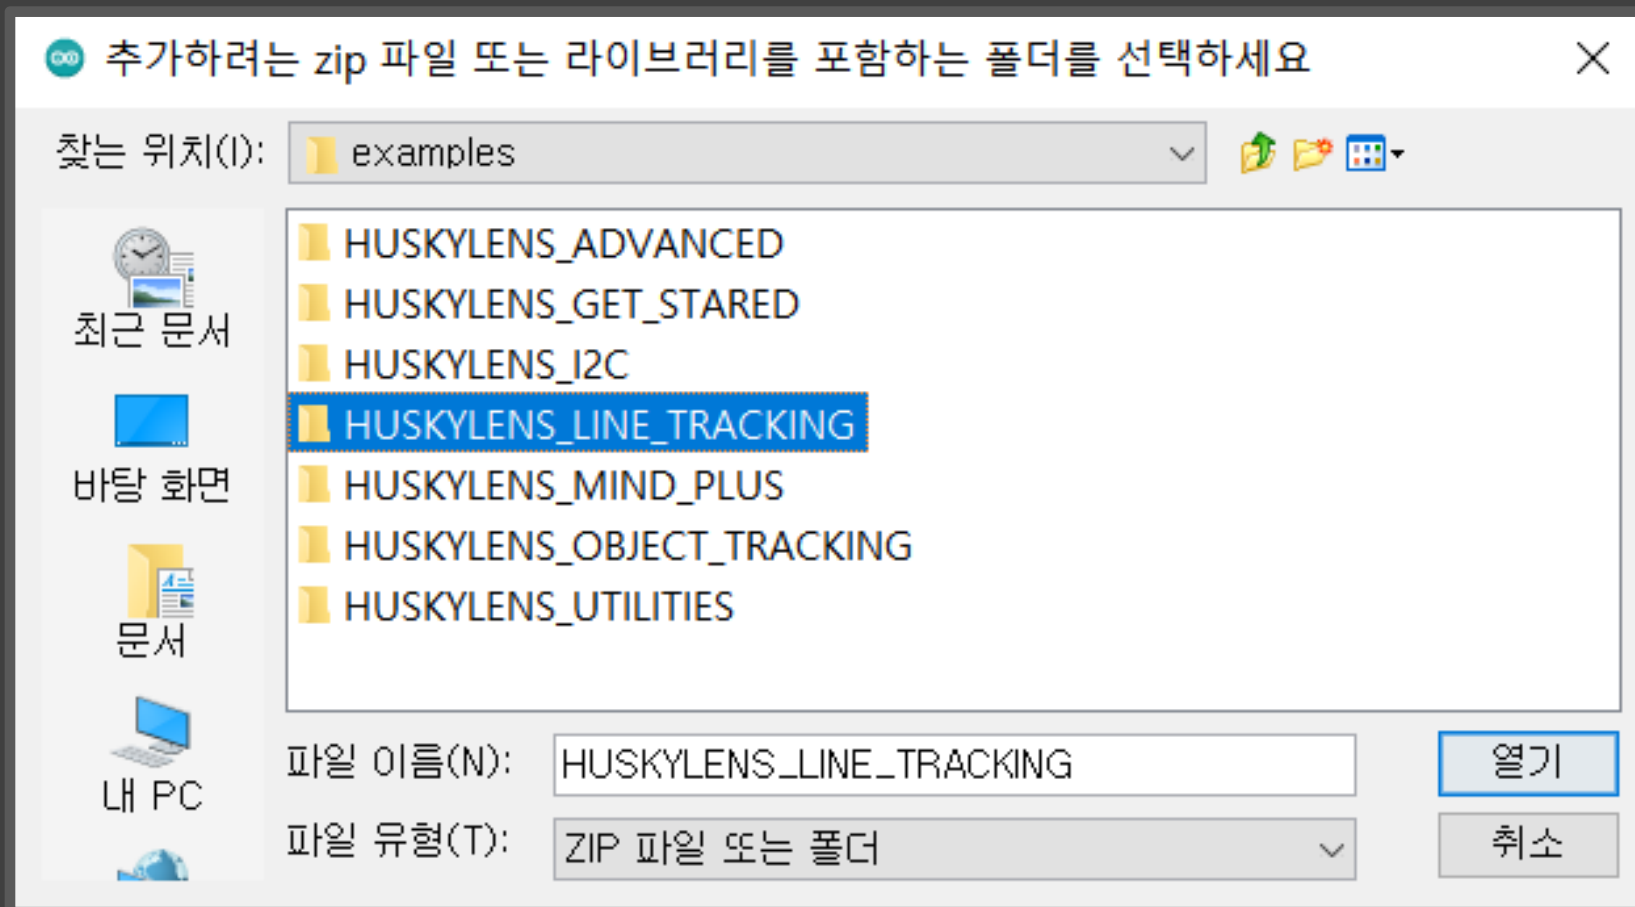 추가하려는 zip 파일 또는 라이브러리를 포함하는 폴더를 선택하세요
찾는 위치(I):
examples
최근 문서
바탕 화면
문서
내 PC
HUSKYLENS_ADVANCED
HUSKYLENS_GET_STARED
HUSKYLENS_I2C
HUSKYLENS_LINE_TRACKING
HUSKYLENS_MIND_PLUS
HUSKYLENS_OBJECT_TRACKING
HUSKYLENS_UTILITIES
파일 이름(N):
HUSKYLENS_LINE_TRACKING
열기
파일 유형(T):
ZIP 파일 또는 폴더
취소